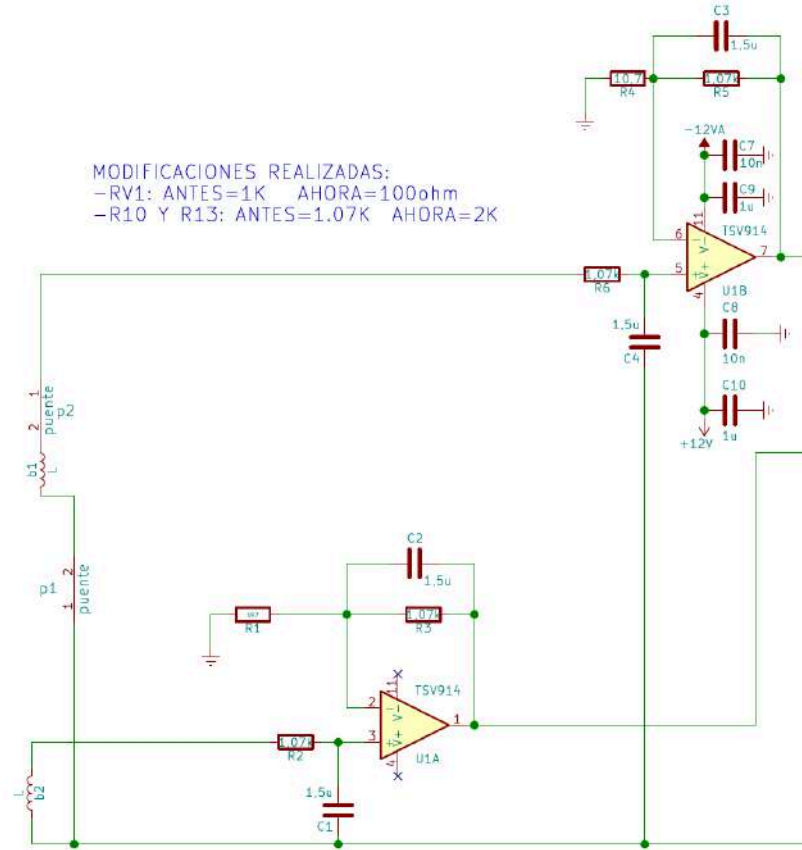 C3
1,5u
10,7
R4
1,07k
R5
-12VA
C7
10n
C9
1u
MODIFICACIONES REALIZADAS:
-RV1: ANTES=1K AHORA=100ohm
-R10 Y R13: ANTES=1.07K AHORA=2K
11
TSV914
6
V-
7
1,07k
R6
5
V+
4
U1B
1,5u
C4
C8
10n
C10
1u
+12V
1
2
puente
p2
b1
L
C2
1,5u
p1
2
1
puente
R1
1,07k
R3
11
TSV914
2
V-
1
1,07k
R2
3
V+
4
U1A
L
b2
1,5u
C1